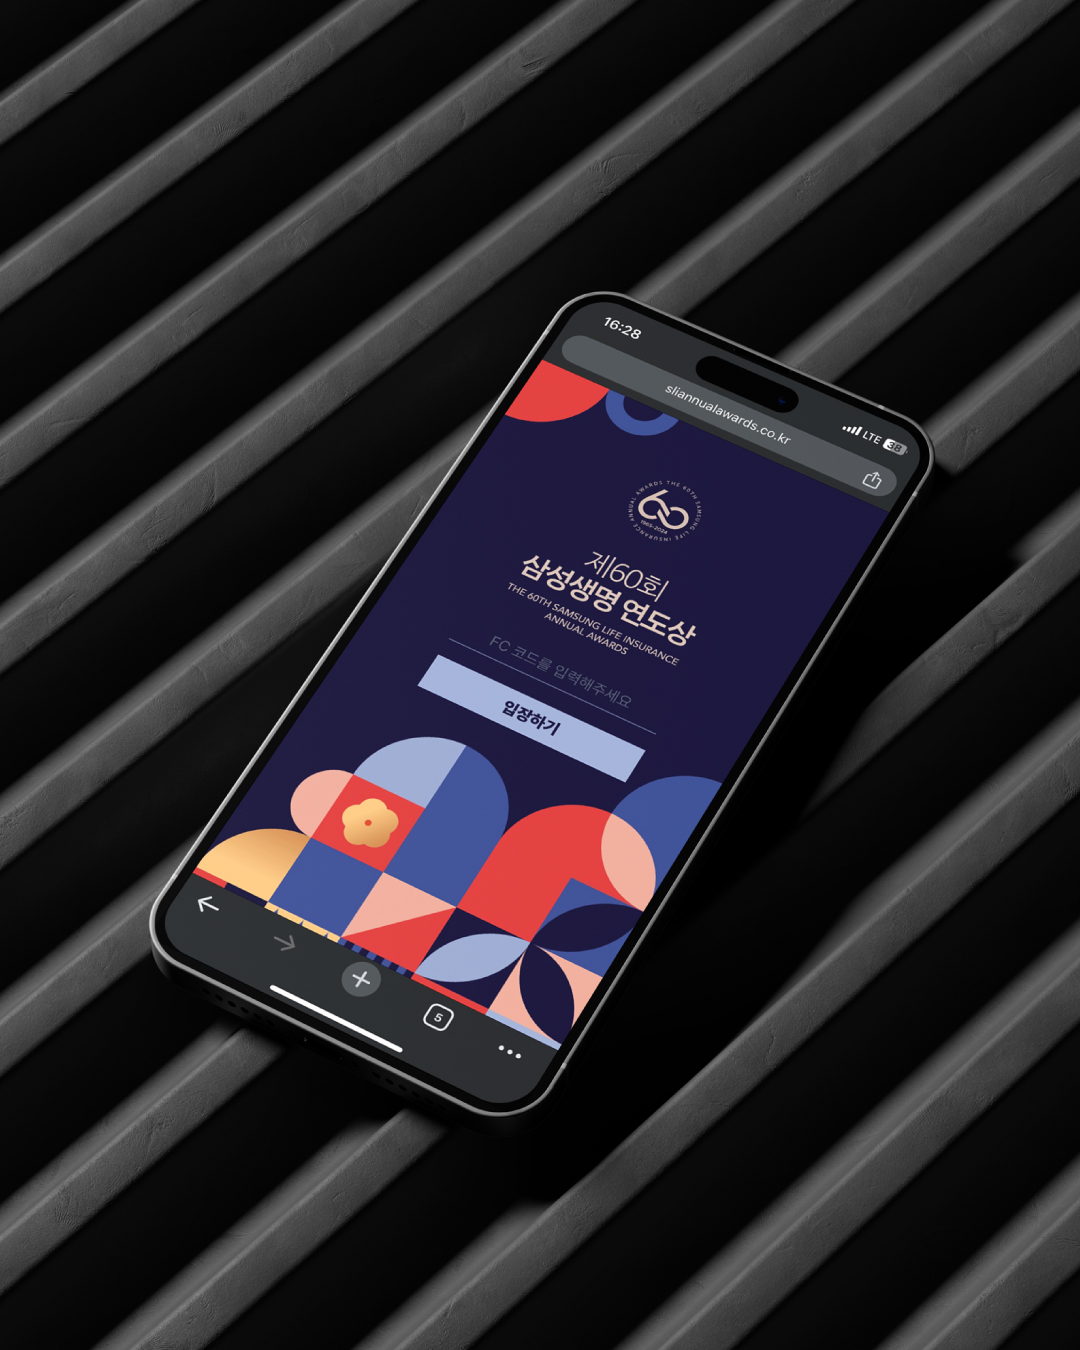 16:28
LTE
38
sliannualawards.co.kr
ANNUAL AWARDS THE 60TH SAMSUNG LIFE INSURANCE
60
1965-2024
제60회
삼성생명 연도상
THE 60TH SAMSUNG LIFE INSURANCE
ANNUAL AWARDS
FC 코드를 입력해주세요
입장하기
5